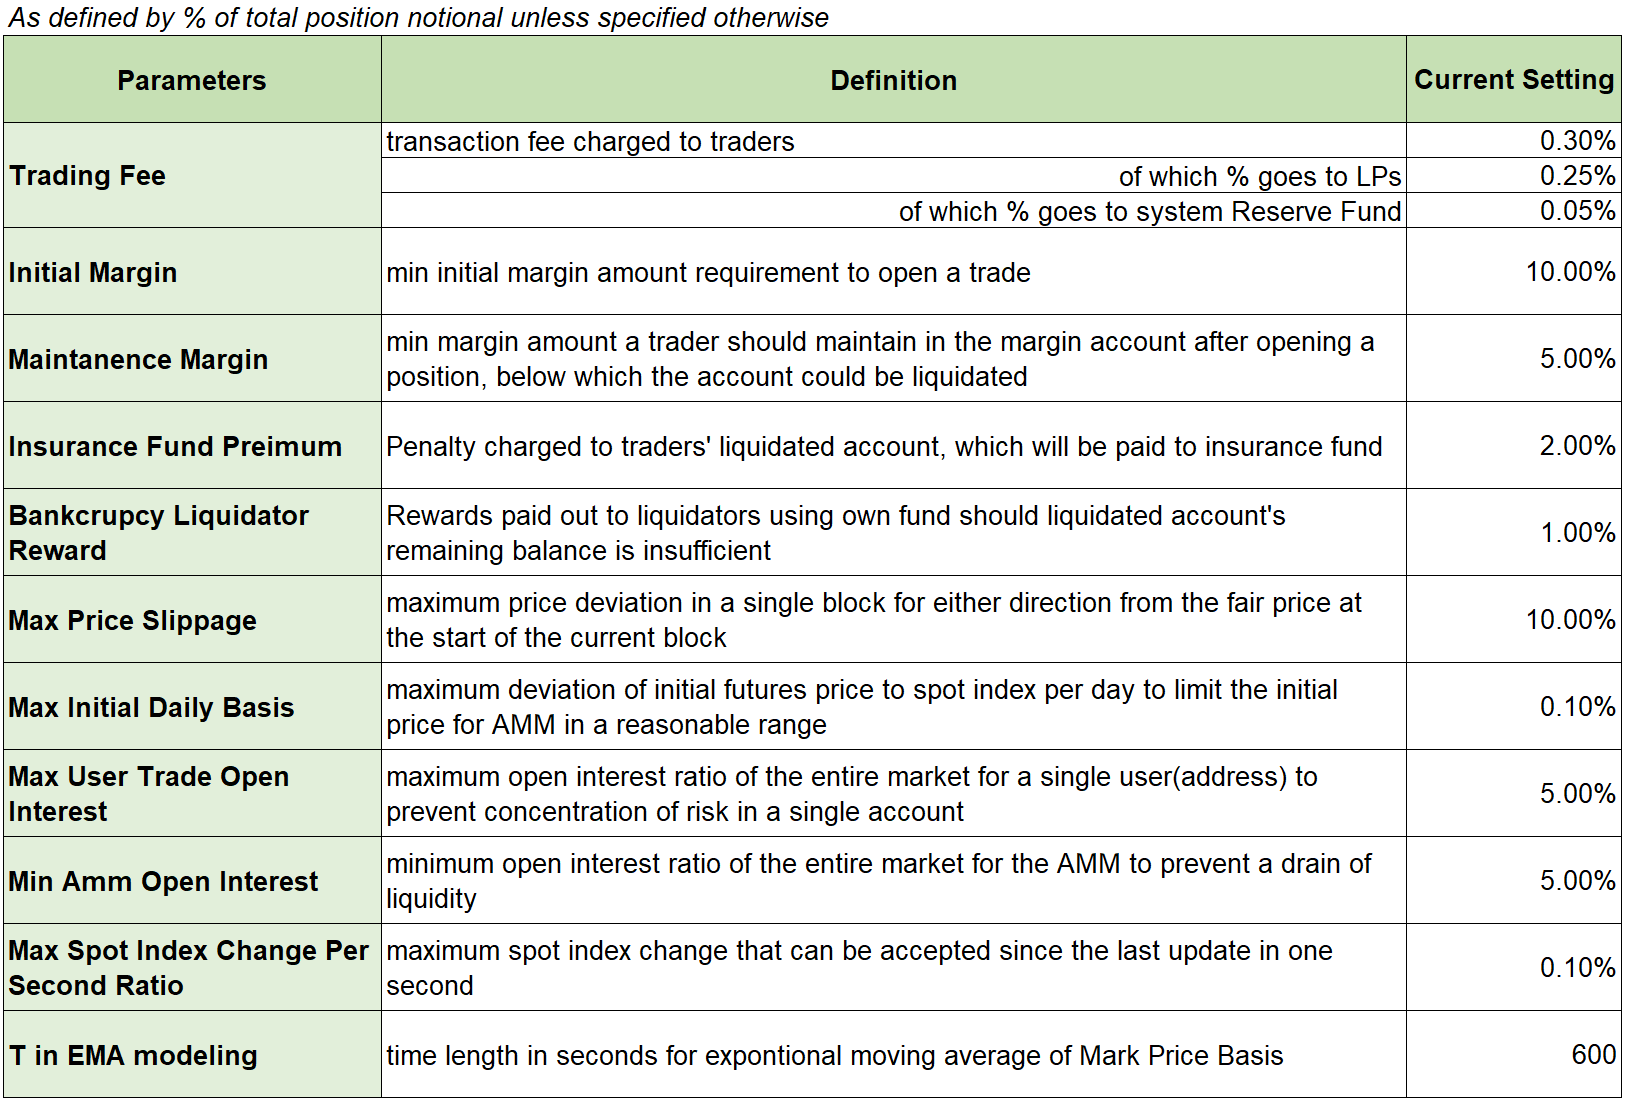 As defined by % of total position notional unless specified otherwise
Parameters Definition Current Setting
Trading Fee
transaction fee charged to traders 0.30%
of which % goes to LPs 0.25%
of which % goes to system Reserve Fund 0.05%
Initial Margin min initial margin amount requirement to open a trade 10.00%
Maintanence Margin
min margin amount a trader should maintain in the margin account after opening a
position, below which the account could be liquidated
5.00%
Insurance Fund Preimum Penalty charged to traders' liquidated account, which will be paid to insurance fund 2.00%
Bankcrupcy Liquidator
Reward
Rewards paid out to liquidators using own fund should liquidated account's
remaining balance is insufficient
1.00%
Max Price Slippage
maximum price deviation in a single block for either direction from the fair price at
the start of the current block
10.00%
Max Initial Daily Basis
maximum deviation of initial futures price to spot index per day to limit the initial
price for AMM in a reasonable range
0.10%
Max User Trade Open
Interest
maximum open interest ratio of the entire market for a single user(address) to
prevent concentration of risk in a single account
5.00%
Min Amm Open Interest
minimum open interest ratio of the entire market for the AMM to prevent a drain of
liquidity
5.00%
Max Spot Index Change Per
Second Ratio
maximum spot index change that can be accepted since the last update in one
second
0.10%
T in EMA modeling time length in seconds for expontional moving average of Mark Price Basis 600